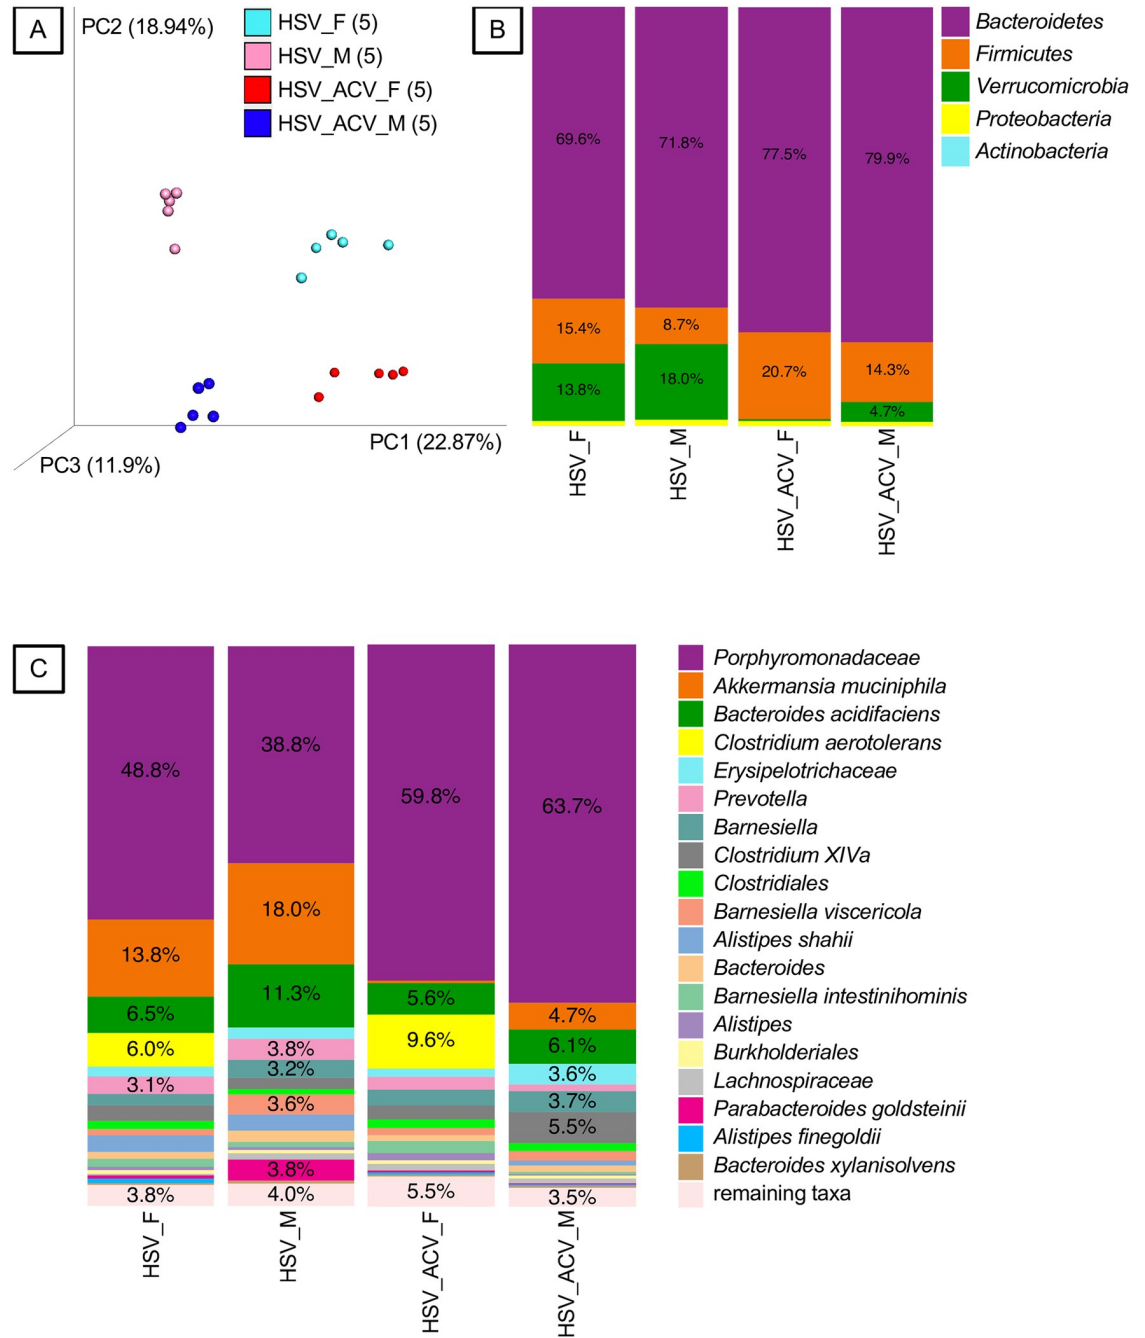 A
PC2 (18.94%)
HSV_F (5)
HSV_M (5)
HSV_ACV_F (5)
HSV_ACV_M (5)
PC1 (22.87%)
PC3 (11.9%)
B
69.6%
71.8%
77.5%
79.9%
15.4%
8.7%
20.7%
14.3%
13.8%
18.0%
4.7%
HSV_F
HSV_M
HSV_ACV_F
HSV_ACV_M
Bacteroidetes
Firmicutes
Verrucomicrobia
Proteobacteria
Actinobacteria
C
48.8%
13.8%
6.5%
6.0%
3.1%
3.8%
38.8%
18.0%
11.3%
3.8%
3.2%
3.6%
3.8%
4.0%
59.8%
5.6%
9.6%
5.5%
63.7%
4.7%
6.1%
3.6%
3.7%
5.5%
3.5%
HSV_F
HSV_M
HSV_ACV_F
HSV_ACV_M
Porphyromonadaceae
Akkermansia muciniphila
Bacteroides acidifaciens
Clostridium aerotolerans
Erysipelotrichaceae
Prevotella
Barnesiella
Clostridium XIVa
Clostridiales
Barnesiella viscericola
Alistipes shahii
Bacteroides
Barnesiella intestinihominis
Alistipes
Burkholderiales
Lachnospiraceae
Parabacteroides goldsteinii
Alistipes finegoldii
Bacteroides xylanisolvens
remaining taxa